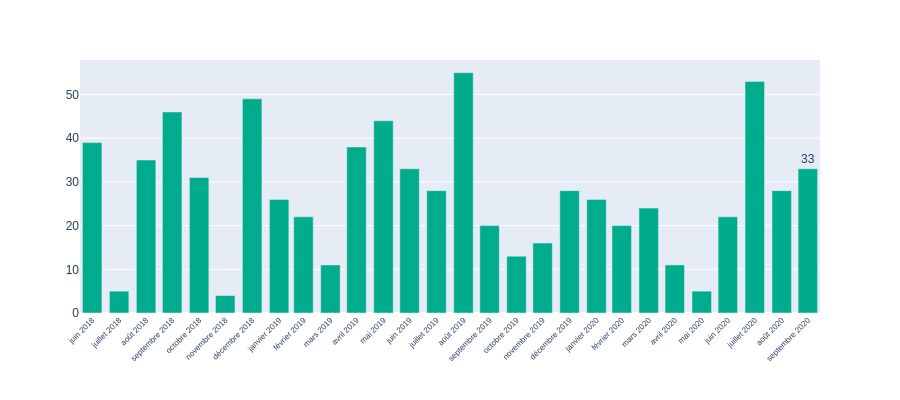 50
40
30
20
10
0
33
juin 2018
juillet 2018
août 2018
septembre 2018
octobre 2018
novembre 2018
décembre 2018
janvier 2019
février 2019
mars 2019
avril 2019
mai 2019
juin 2019
juillet 2019
août 2019
septembre 2019
octobre 2019
novembre 2019
décembre 2019
janvier 2020
février 2020
mars 2020
avril 2020
mai 2020
juin 2020
juillet 2020
août 2020
septembre 2020